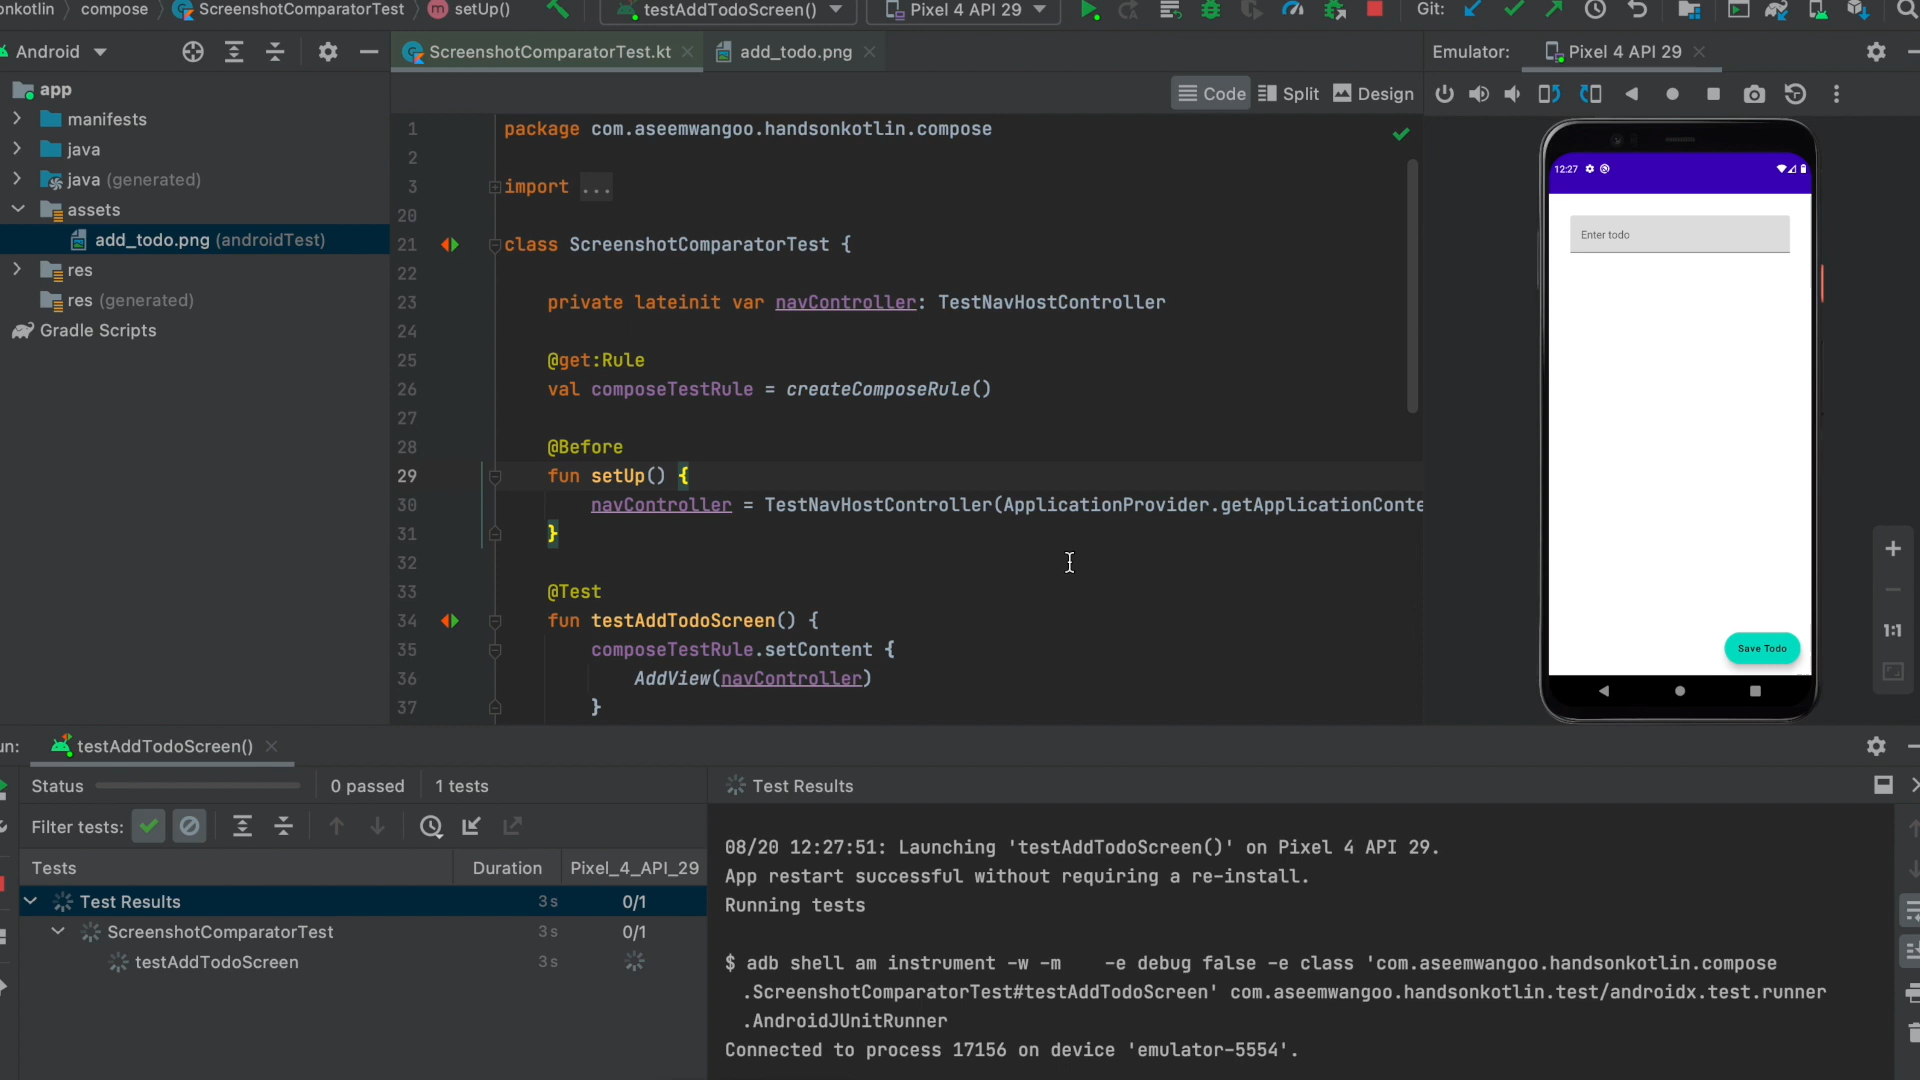 onkotlin compose ScreenshotComparatorTest setUp() testAddTodoScreen() Pixel 4 API 29 Git:
Android ScreenshotComparatorTest.kt add_todo.png Emulator: Pixel 4 API 29
Code Split Design
app
manifests
java
java (generated)
assets
add_todo.png (androidTest)
res
res (generated)
Gradle Scripts
1 package com.aseemwangoo.handsonkotlin.compose
2
3 import ...
20
21 class ScreenshotComparatorTest {
22
23 private lateinit var navController: TestNavHostController
24
25 @get:Rule
26 val composeTestRule = createComposeRule()
27
28 @Before
29 fun setUp() {
30 navController = TestNavHostController(ApplicationProvider.getApplicationConte
31 }
32
33 @Test
34 fun testAddTodoScreen() {
35 composeTestRule.setContent {
36 AddView(navController)
37 }
12:27
Enter todo
Save Todo
1:1
un: testAddTodoScreen()
Status 0 passed 1 tests
Filter tests:
Tests Duration Pixel_4_API_29
Test Results 3 s 0/1
ScreenshotComparatorTest 3 s 0/1
testAddTodoScreen 3 s
Test Results
08/20 12:27:51: Launching 'testAddTodoScreen()' on Pixel 4 API 29.
App restart successful without requiring a re-install.
Running tests
$ adb shell am instrument -w -m -e debug false -e class 'com.aseemwangoo.handsonkotlin.compose
.ScreenshotComparatorTest#testAddTodoScreen' com.aseemwangoo.handsonkotlin.test/androidx.test.runner
.AndroidJUnitRunner
Connected to process 17156 on device 'emulator-5554'.